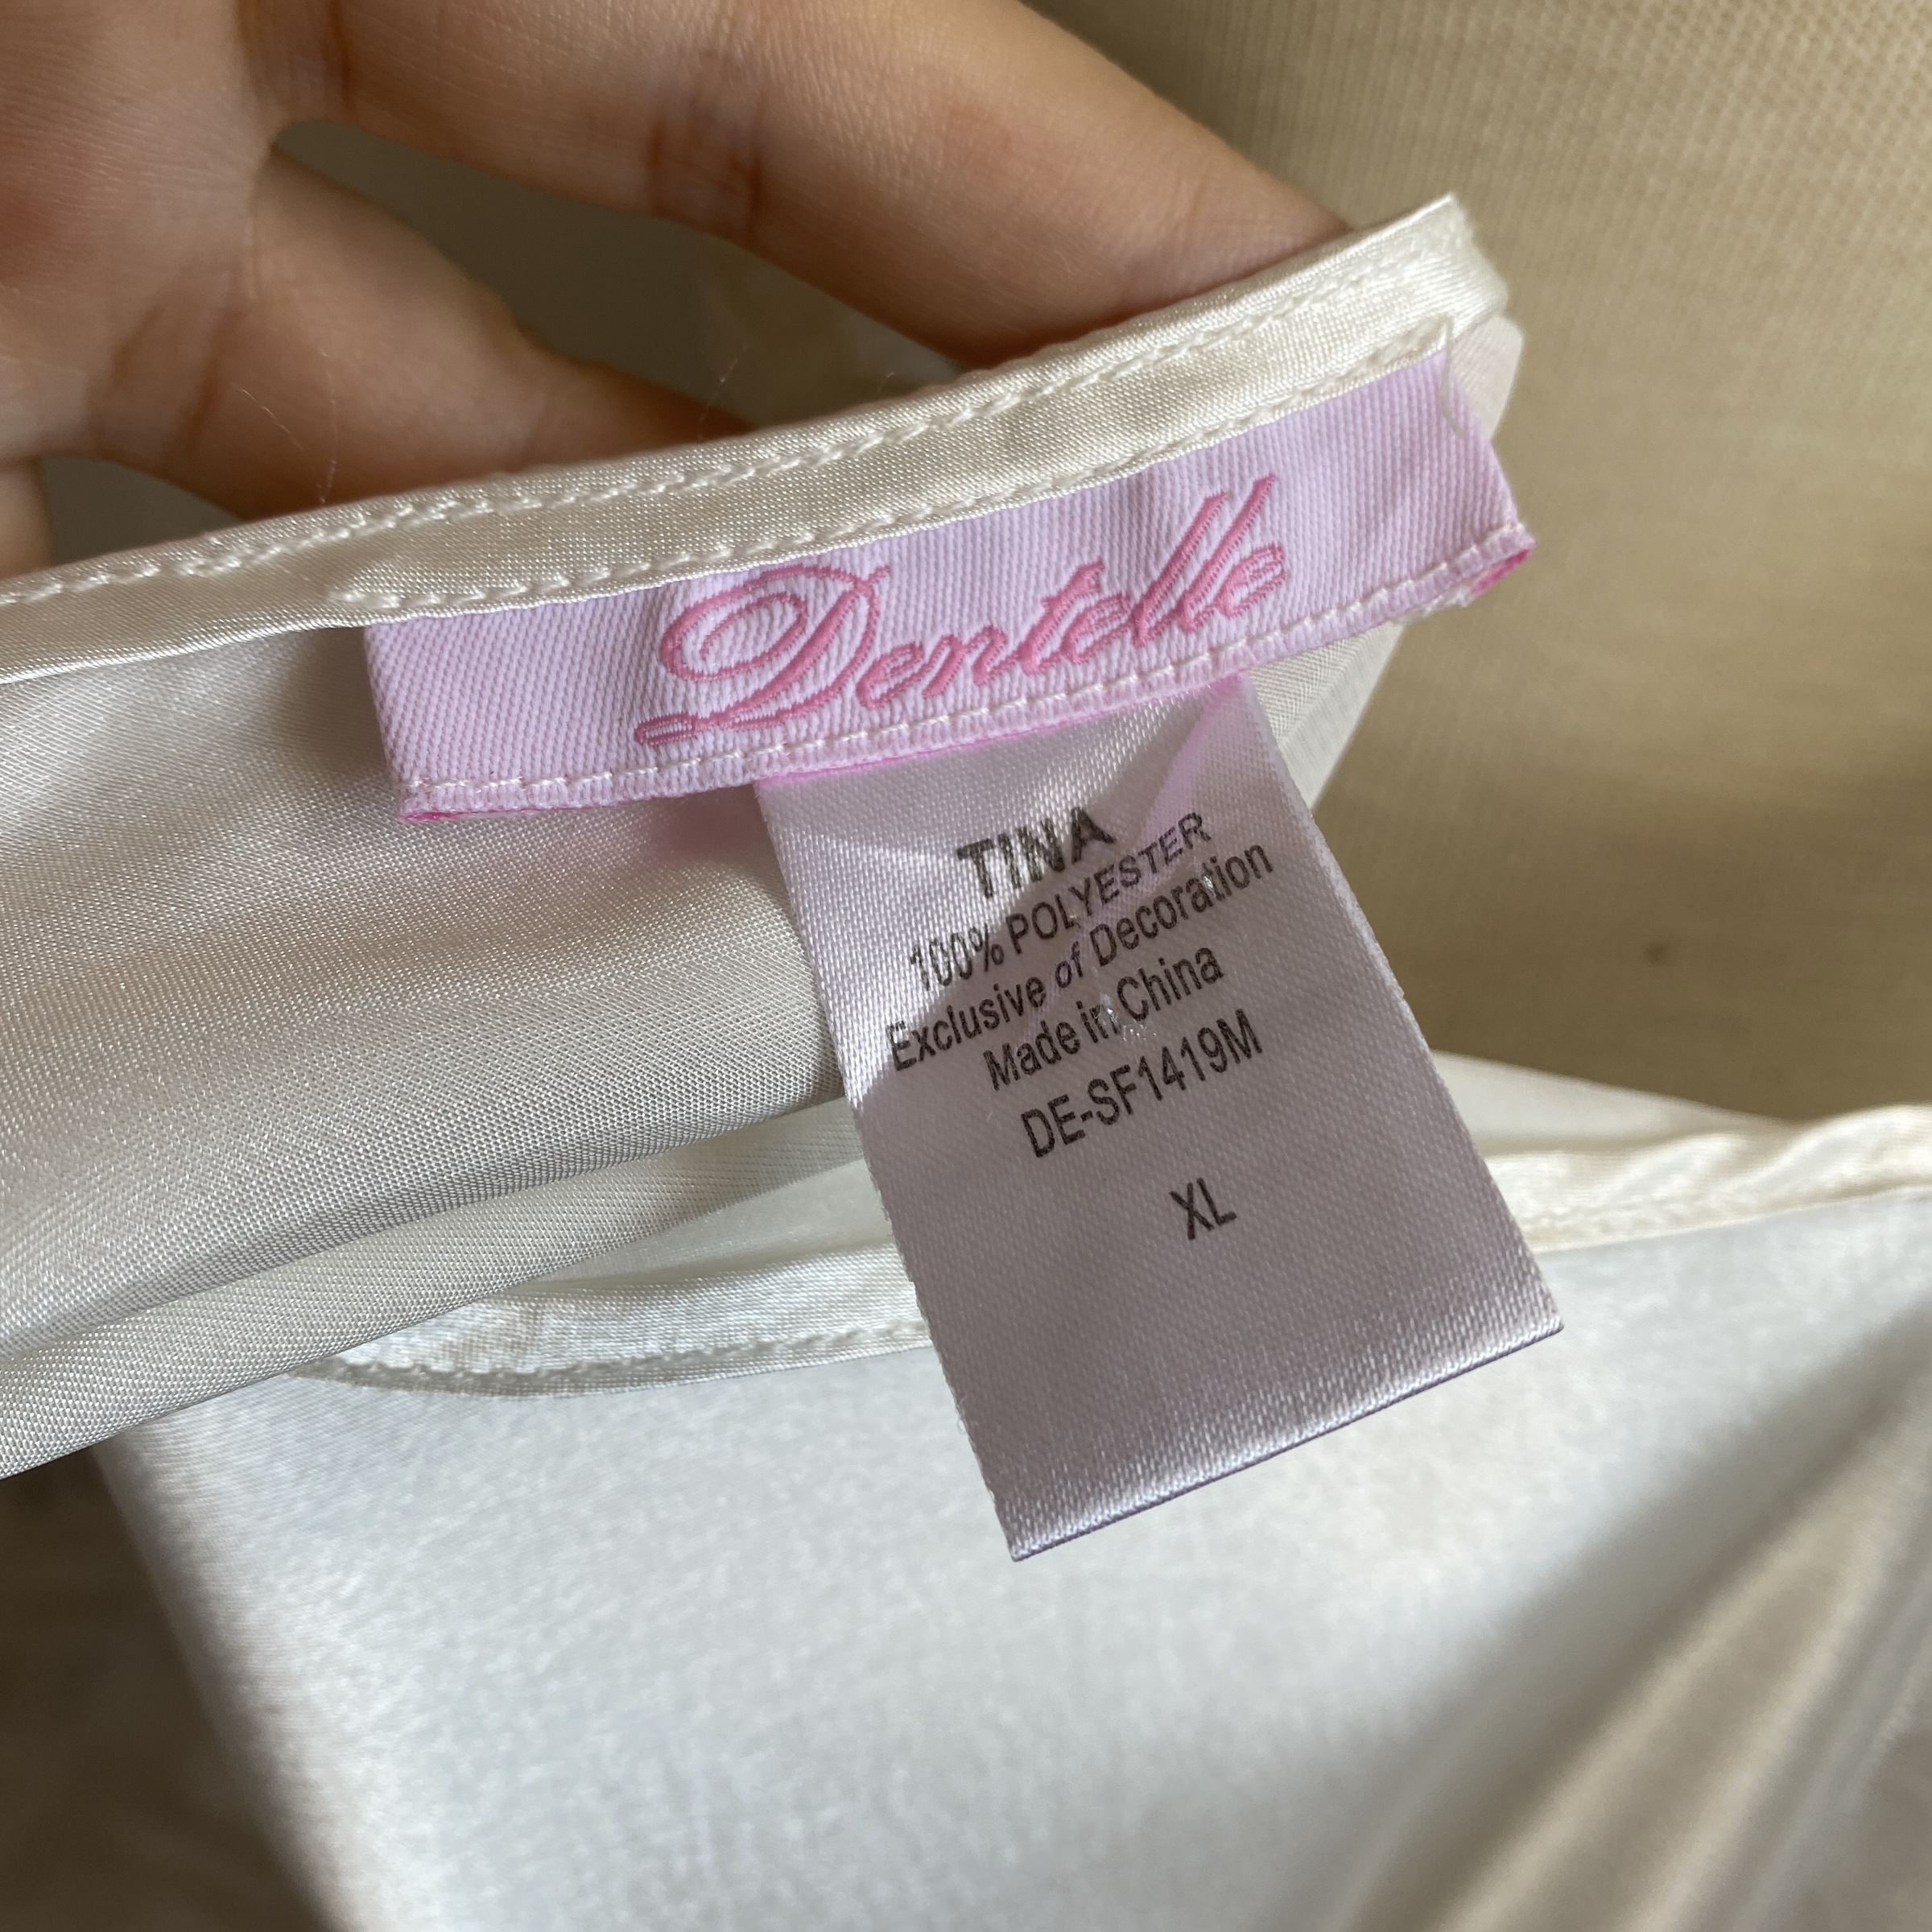 Dentelle
TINA
100% POLYESTER
Exclusive of Decoration
Made in China
DE-SF1419M
XL